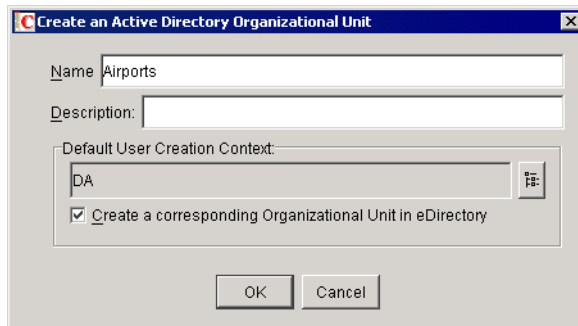 Create an Active Directory Organizational Unit
Name Airports
Description:
Default User Creation Context:
DA
Create a corresponding Organizational Unit in eDirectory
OK Cancel